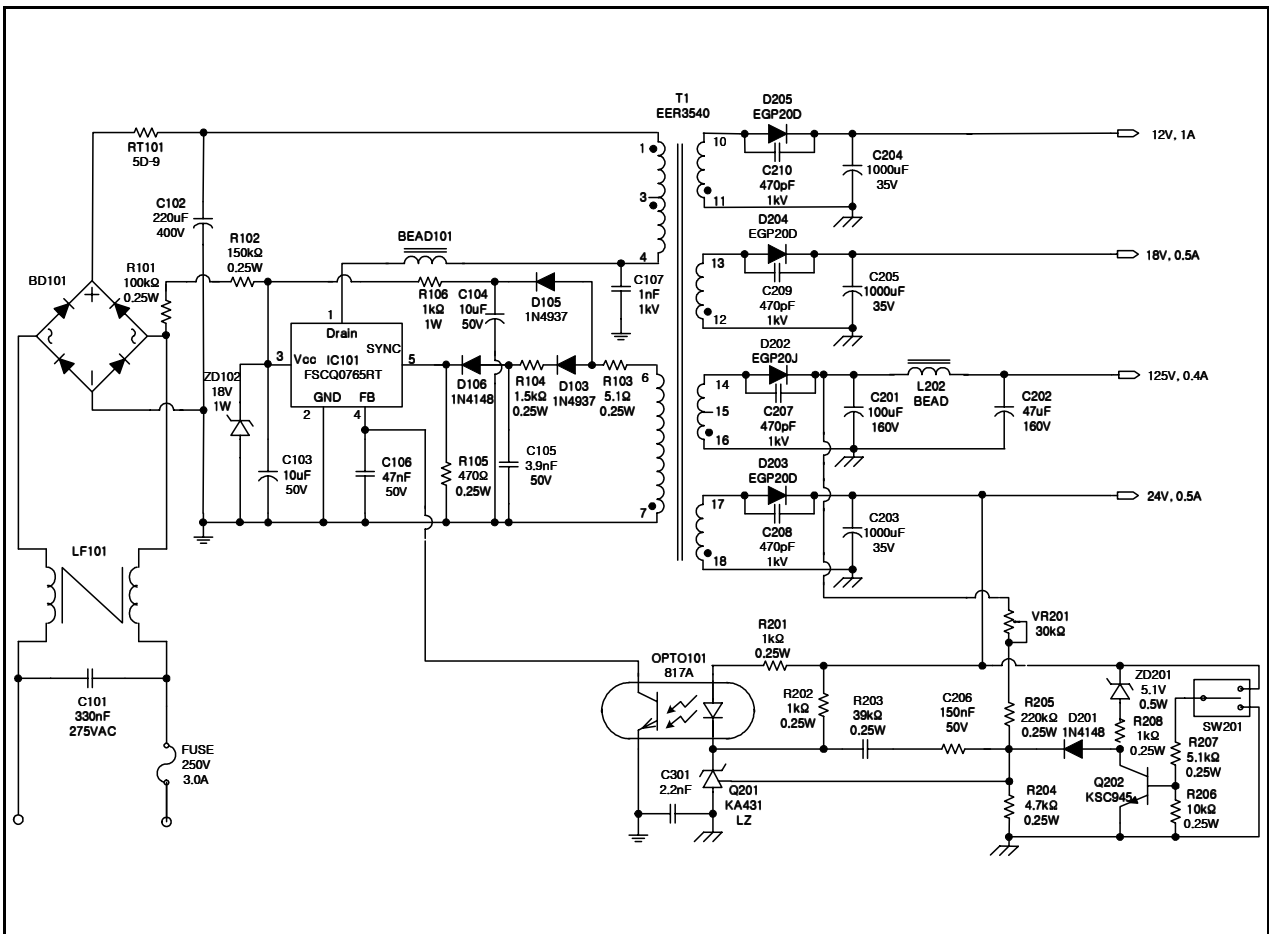 T1
EER3540
D205
EGP20D
RT101
5D-9
1
10
C210
470pF
1kV
C204
1000uF
35V
12V, 1A
3
11
C102
220uF
400V
R102
150kΩ
0.25W
BEAD101
4
D204
EGP20D
13
C209
470pF
1kV
C205
1000uF
35V
18V, 0.5A
12
BD101
R101
100kΩ
0.25W
R106
1kΩ
1W
C104
10uF
50V
D105
1N4937
C107
1nF
1kV
1
Drain
SYNC
3
Vcc
IC101
FSCQ0765RT
5
GND
FB
2
4
D106
1N4148
R104
1.5kΩ
0.25W
D103
1N4937
R103
5.1Ω
0.25W
6
7
ZD102
18V
1W
C103
10uF
50V
C106
47nF
50V
R105
470Ω
0.25W
C105
3.9nF
50V
D202
EGP20J
14
15
16
C207
470pF
1kV
C201
100uF
160V
L202
BEAD
C202
47uF
160V
125V, 0.4A
D203
EGP20D
17
18
C208
470pF
1kV
C203
1000uF
35V
24V, 0.5A
LF101
C101
330nF
275VAC
FUSE
250V
3.0A
VR201
30kΩ
R201
1kΩ
0.25W
OPTO101
817A
R202
1kΩ
0.25W
R203
39kΩ
0.25W
C206
150nF
50V
R205
220kΩ
0.25W
D201
1N4148
ZD201
5.1V
0.5W
R208
1kΩ
0.25W
SW201
R207
5.1kΩ
0.25W
C301
2.2nF
Q201
KA431
LZ
R204
4.7kΩ
0.25W
Q202
KSC945
R206
10kΩ
0.25W